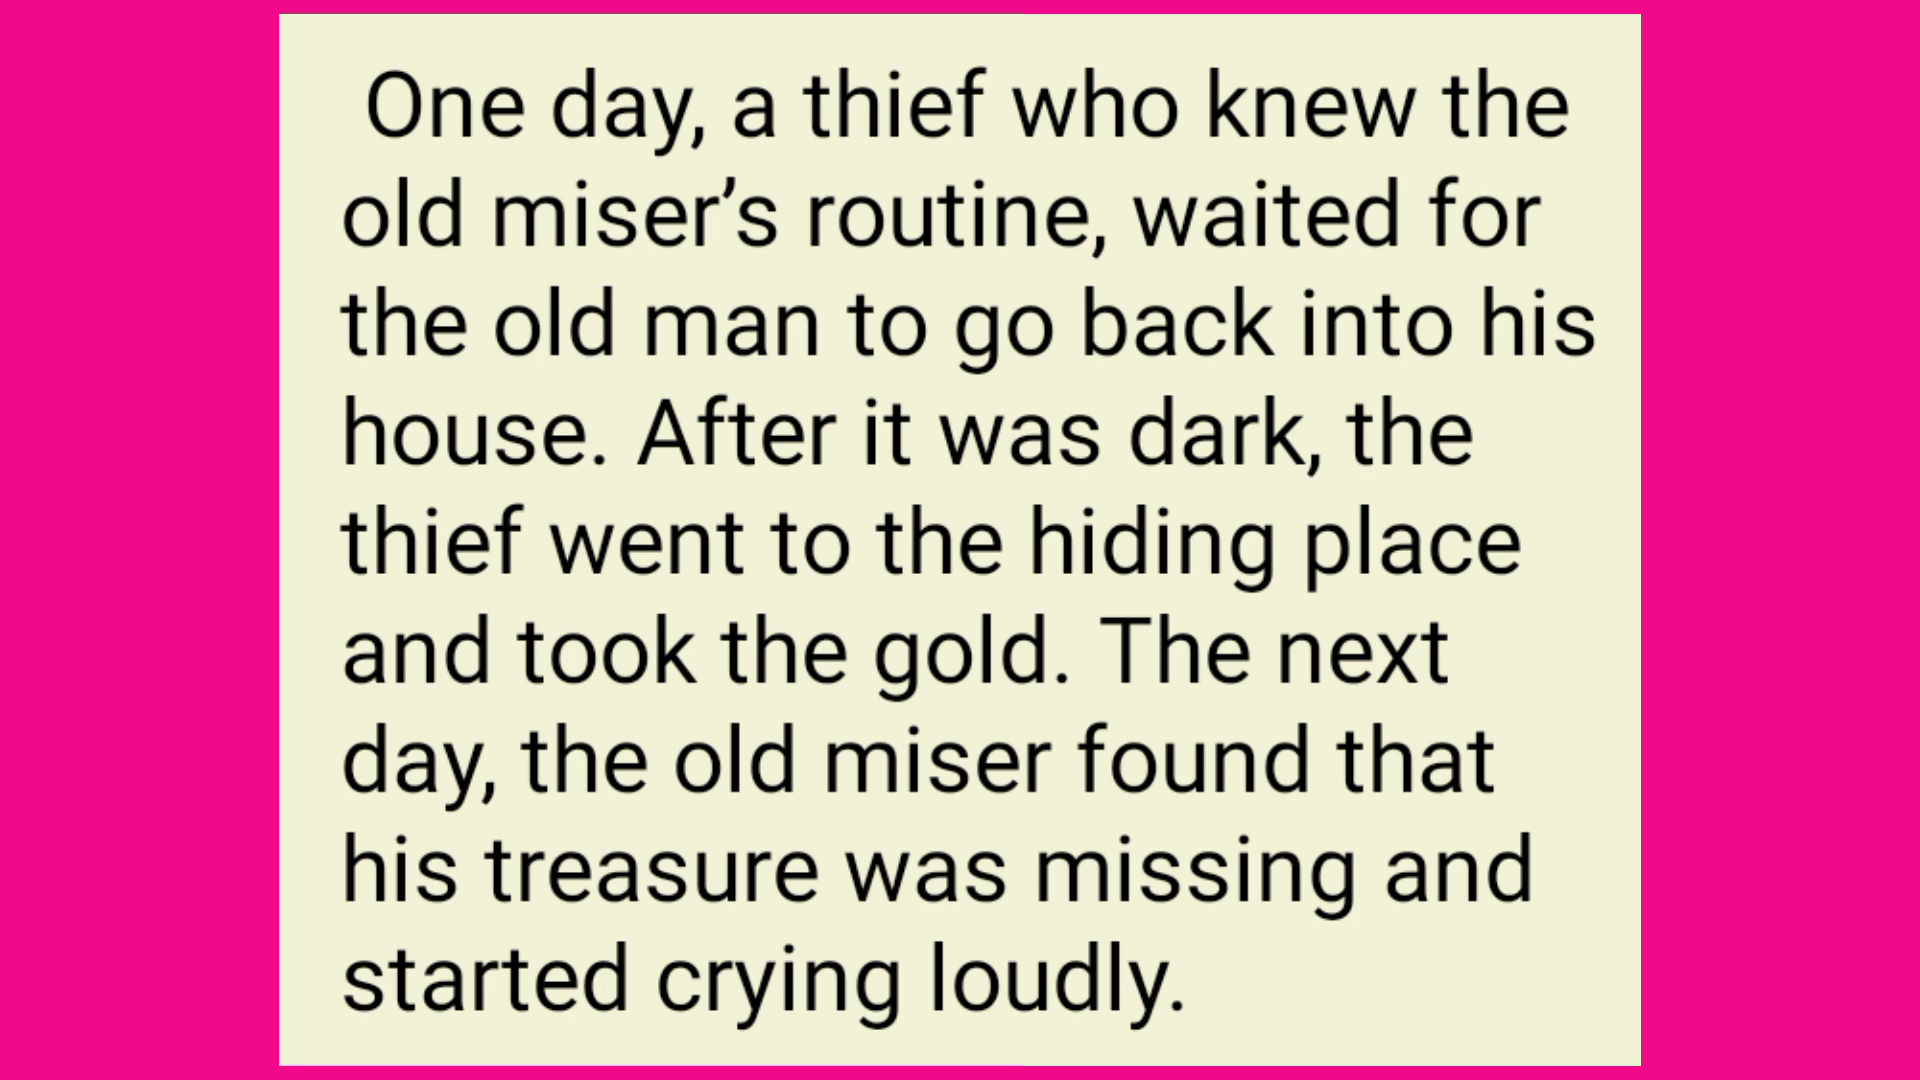 One day, a thief who knew the
old miser’s routine, waited for
the old man to go back into his
house. After it was dark, the
thief went to the hiding place
and took the gold. The next
day, the old miser found that
his treasure was missing and
started crying loudly.